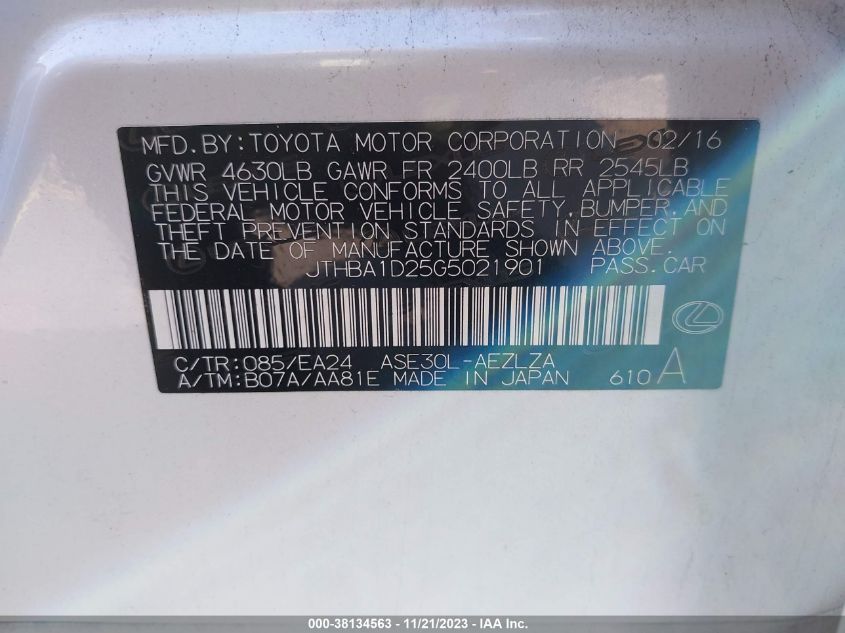 MFD. BY: TOYOTA MOTOR CORPORATION 02/16
GVWR 4630LB GAWR FR 2400LB RR 2545LB
THIS VEHICLE CONFORMS TO ALL APPLICABLE
FEDERAL MOTOR VEHICLE SAFETY, BUMPER, AND
THEFT PREVENTION STANDARDS IN EFFECT ON
THE DATE OF MANUFACTURE SHOWN ABOVE.
JTHBA1D25G5021901 PASS. CAR
C/TR: 085/EA24 ASE30L-AEZLZA
A/TM: B07A/AA81E MADE IN JAPAN 610 A
000-38134563 - 11/21/2023 - IAA Inc.